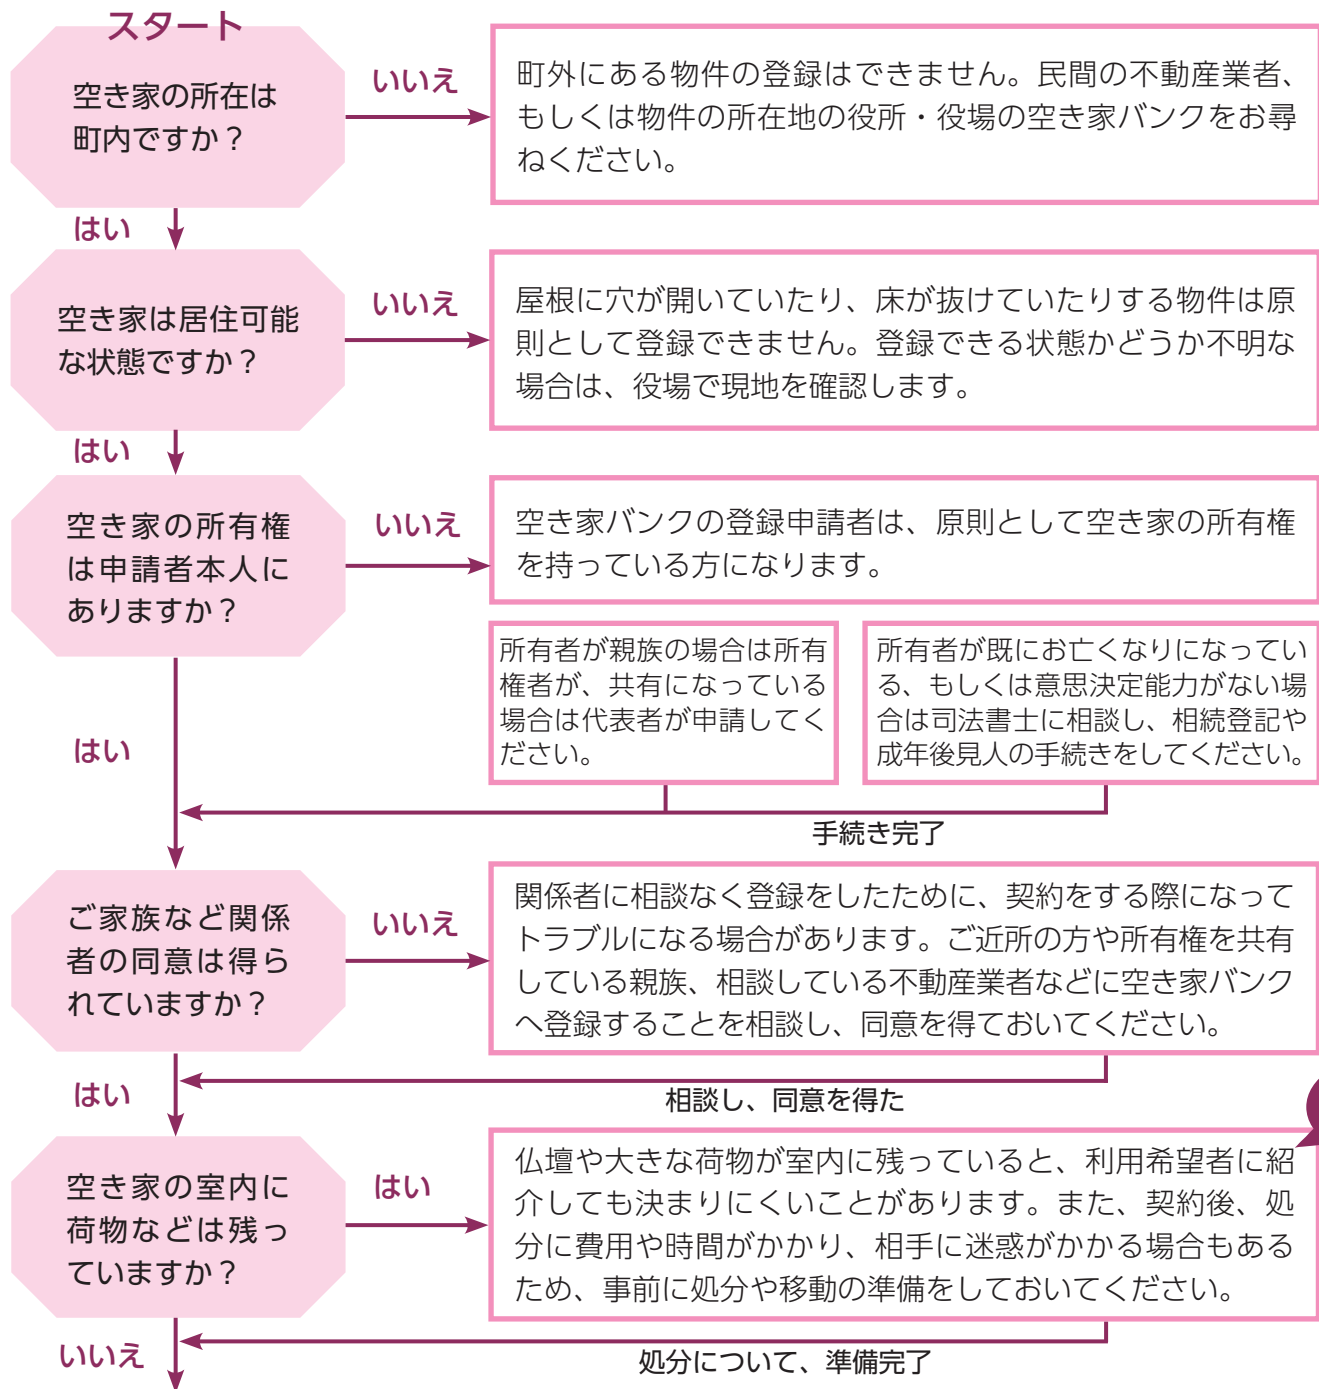 スタート
空き家の所在は
町内ですか？
いいえ
町外にある物件の登録はできません。民間の不動産業者、
もしくは物件の所在地の役所・役場の空き家バンクをお尋
ねください。
はい
空き家は居住可能
な状態ですか？
いいえ
屋根に穴が開いていたり、床が抜けていたりする物件は原
則として登録できません。登録できる状態かどうか不明な
場合は、役場で現地を確認します。
はい
空き家の所有権
は申請者本人に
ありますか？
いいえ
空き家バンクの登録申請者は、原則として空き家の所有権
を持っている方になります。
所有者が親族の場合は所有
権者が、共有になっている
場合は代表者が申請してく
ださい。
所有者が既にお亡くなりになってい
る、もしくは意思決定能力がない場
合は司法書士に相談し、相続登記や
成年後見人の手続きをしてください。
はい
手続き完了
ご家族など関係
者の同意は得ら
れていますか？
いいえ
関係者に相談なく登録をしたために、契約をする際になって
トラブルになる場合があります。ご近所の方や所有権を共有
している親族、相談している不動産業者などに空き家バンク
へ登録することを相談し、同意を得ておいてください。
はい
相談し、同意を得た
空き家の室内に
荷物などは残っ
ていますか？
はい
仏壇や大きな荷物が室内に残っていると、利用希望者に紹
介しても決まりにくいことがあります。また、契約後、処
分に費用や時間がかかり、相手に迷惑がかかる場合もある
ため、事前に処分や移動の準備をしておいてください。
いいえ
処分について、準備完了